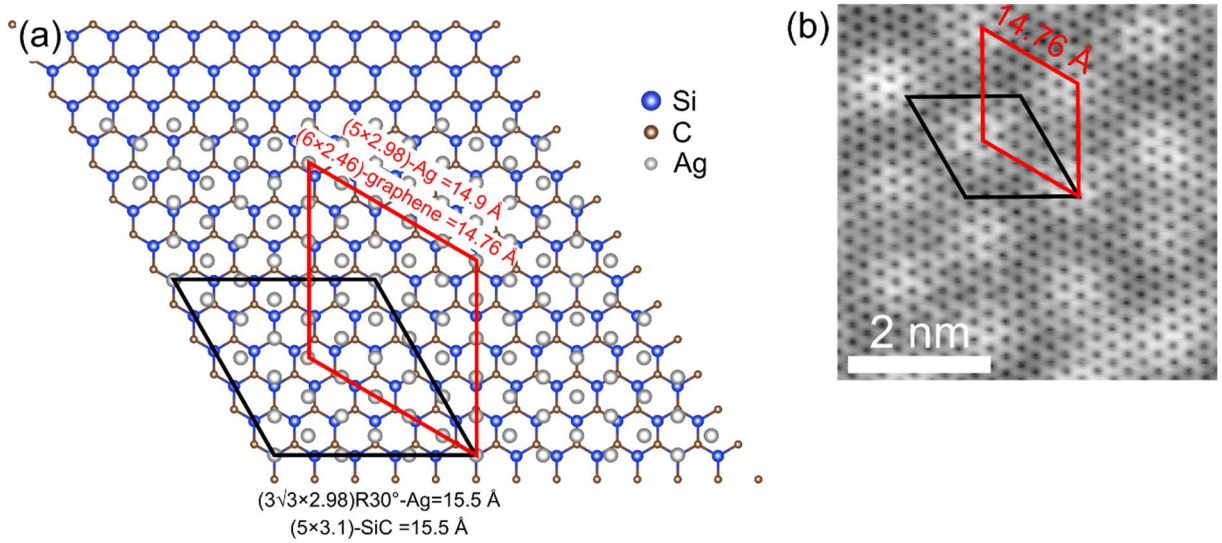 (a)
Si
C
Ag
(5×2.98)-Ag =14.9 Å
(6×2.46)-graphene =14.76 Å
(3√3×2.98)R30°-Ag=15.5 Å
(5×3.1)-SiC =15.5 Å
(b)
14.76 Å
2 nm